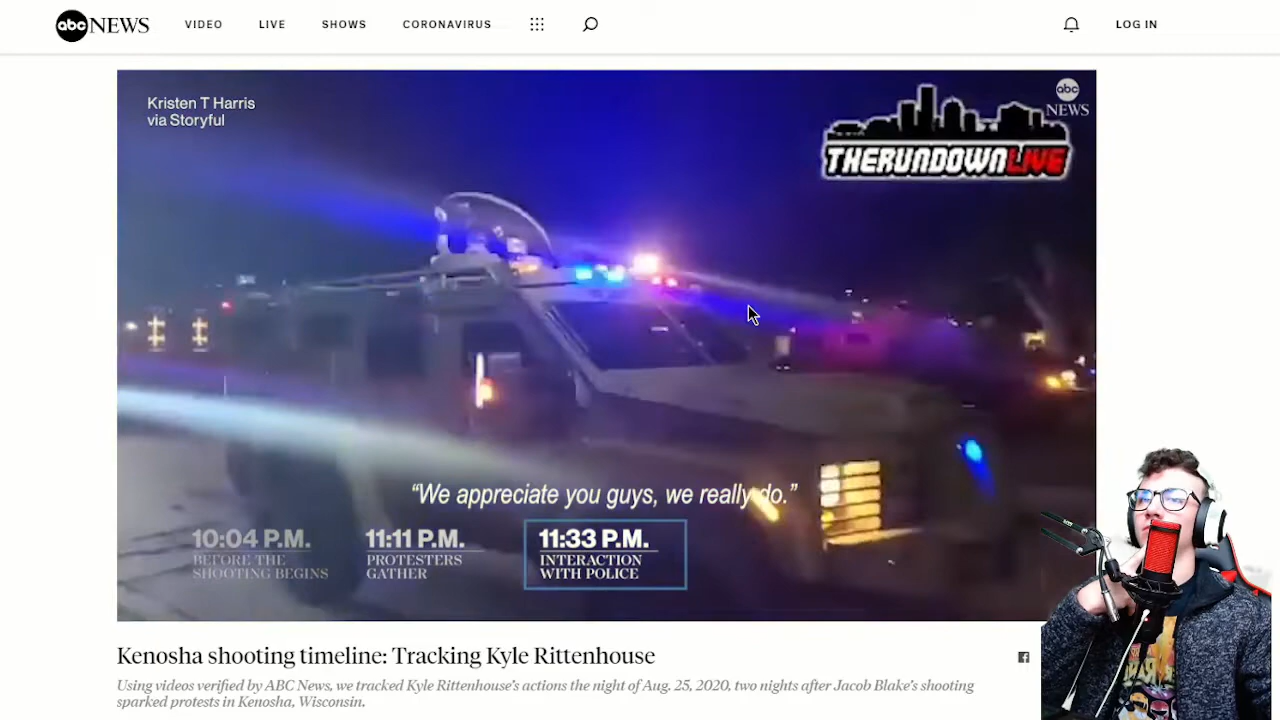 abc NEWS
VIDEO
LIVE
SHOWS
CORONAVIRUS
LOG IN
Kristen T Harris
via Storyful
abc
NEWS
THERUNDOWNLIVE
“We appreciate you guys, we really do.”
10:04 P.M.
BEFORE THE
SHOOTING BEGINS
11:11 P.M.
PROTESTERS
GATHER
11:33 P.M.
INTERACTION
WITH POLICE
Kenosha shooting timeline: Tracking Kyle Rittenhouse
Using videos verified by ABC News, we tracked Kyle Rittenhouse's actions the night of Aug. 25, 2020, two nights after Jacob Blake's shooting
sparked protests in Kenosha, Wisconsin.